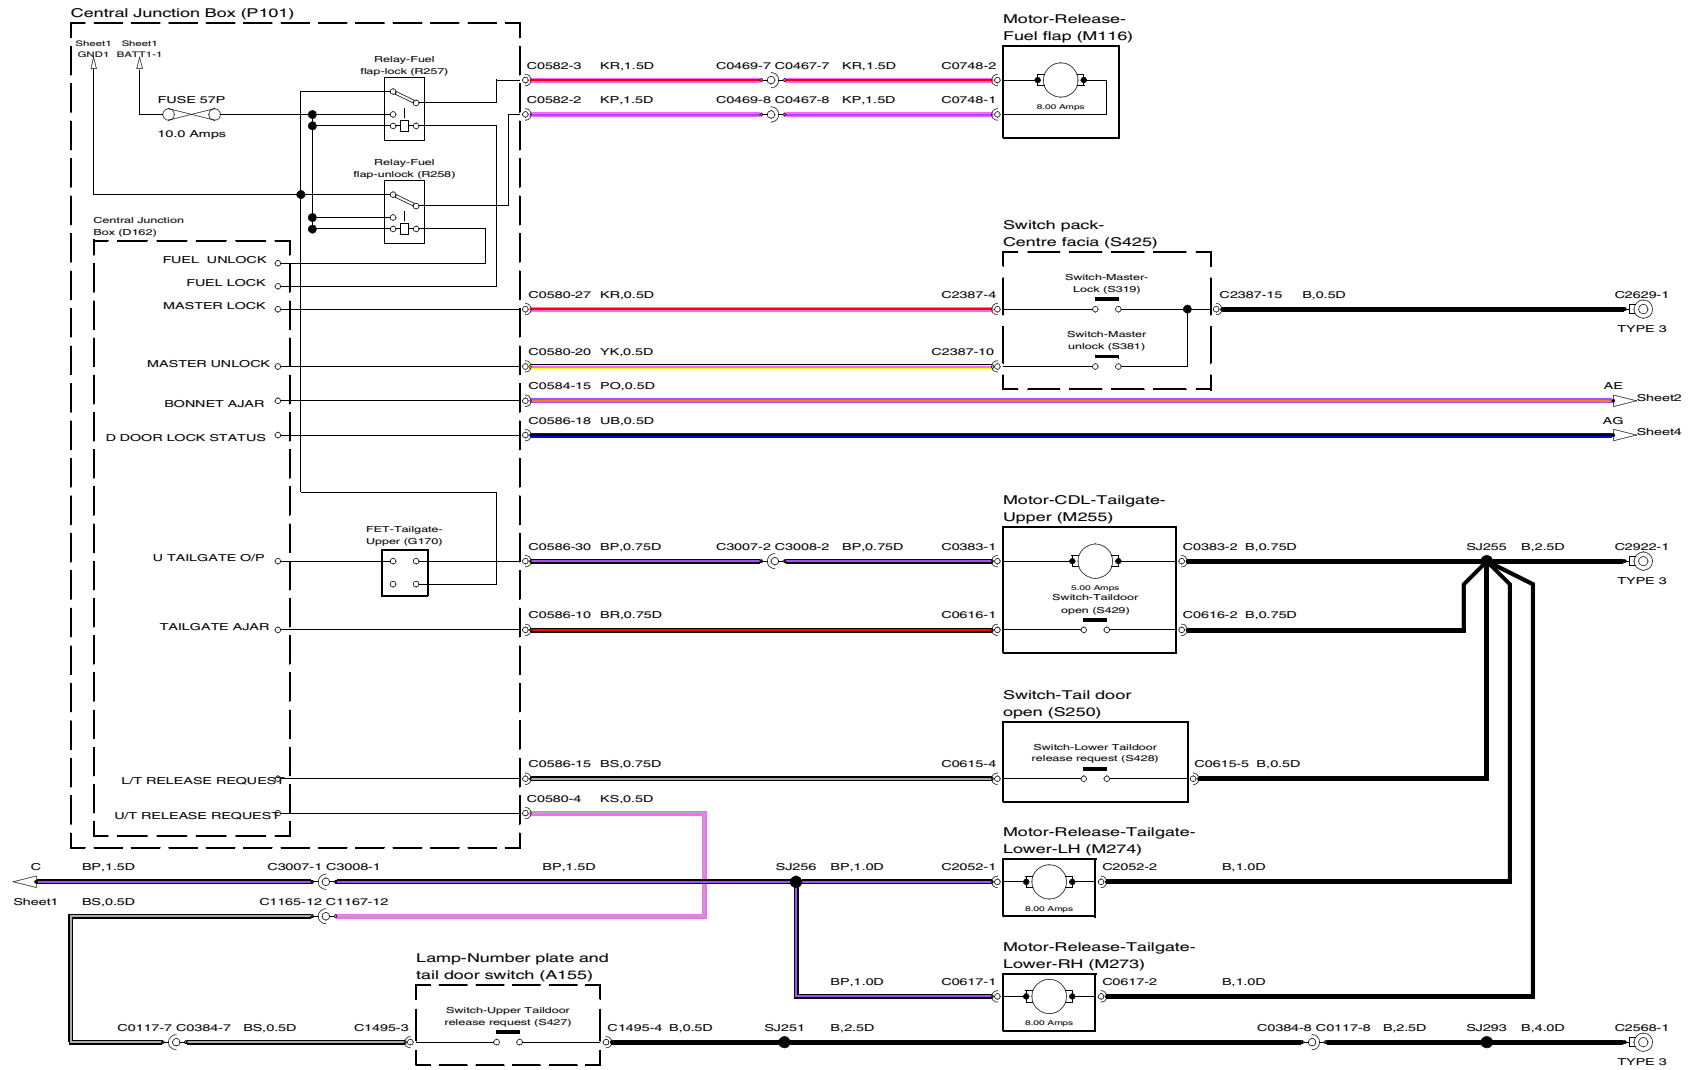 Central Junction Box (P101)
Sheet1 Sheet1
GND1 BATT1-1
FUSE 57P
10.0 Amps
Relay-Fuel
flap-lock (R257)
Relay-Fuel
flap-unlock (R258)
C0582-3 KR,1.5D C0469-7 C0467-7 KR,1.5D C0748-2
C0582-2 KP,1.5D C0469-8 C0467-8 KP,1.5D C0748-1
Motor-Release-
Fuel flap (M116)
8.00 Amps
Central Junction
Box (D162)
FUEL UNLOCK
FUEL LOCK
MASTER LOCK
MASTER UNLOCK
BONNET AJAR
D DOOR LOCK STATUS
U TAILGATE O/P
TAILGATE AJAR
L/T RELEASE REQUEST
U/T RELEASE REQUEST
Switch pack-
Centre facia (S425)
Switch-Master-
Lock (S319)
Switch-Master
unlock (S381)
C0580-27 KR,0.5D C2387-4
C2387-15 B,0.5D C2629-1
TYPE 3
C0580-20 YK,0.5D C2387-10
C0584-15 PO,0.5D AE
Sheet2
C0586-18 UB,0.5D AG
Sheet4
FET-Tailgate-
Upper (G170)
Motor-CDL-Tailgate-
Upper (M255)
C0586-30 BP,0.75D C3007-2 C3008-2 BP,0.75D C0383-1
C0383-2 B,0.75D SJ255 B,2.5D C2922-1
TYPE 3
5.00 Amps
Switch-Taildoor
open (S429)
C0586-10 BR,0.75D C0616-1
C0616-2 B,0.75D
Switch-Tail door
open (S250)
Switch-Lower Taildoor
release request (S428)
C0586-15 BS,0.75D C0615-4
C0615-5 B,0.5D
C0580-4 KS,0.5D
Motor-Release-Tailgate-
Lower-LH (M274)
C BP,1.5D C3007-1 C3008-1 BP,1.5D SJ256 BP,1.0D C2052-1
C2052-2 B,1.0D
8.00 Amps
Sheet1 BS,0.5D C1165-12 C1167-12
Motor-Release-Tailgate-
Lower-RH (M273)
BP,1.0D C0617-1
C0617-2 B,1.0D
8.00 Amps
Lamp-Number plate and
tail door switch (A155)
Switch-Upper Taildoor
release request (S427)
C0117-7 C0384-7 BS,0.5D C1495-3
C1495-4 B,0.5D SJ251 B,2.5D C0384-8 C0117-8 B,2.5D SJ293 B,4.0D C2568-1
TYPE 3